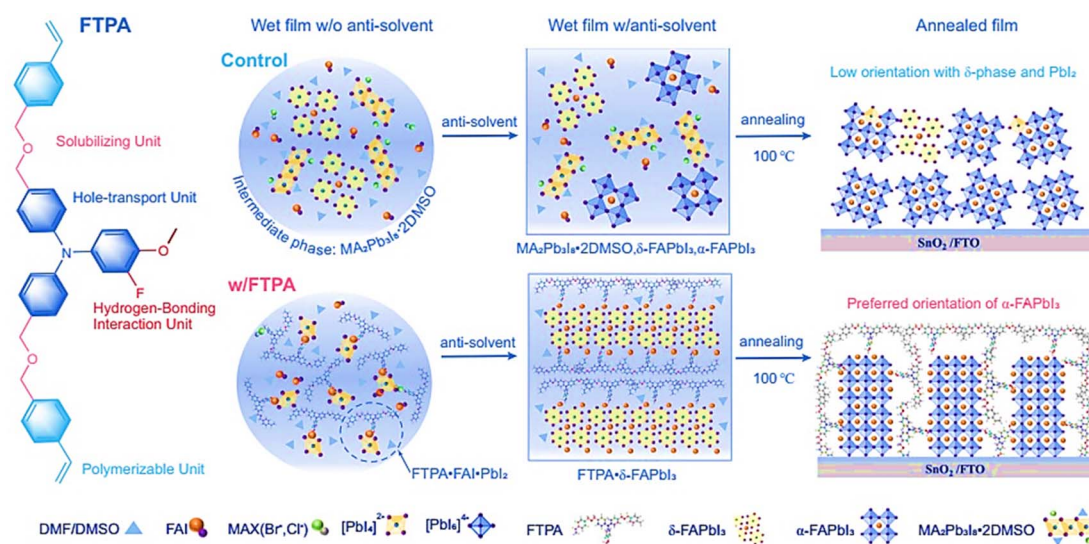 FTPA
Solubilizing Unit
Hole-transport Unit
O
O
N
O
F
Hydrogen-Bonding
Interaction Unit
Polymerizable Unit
Wet film w/o anti-solvent
Wet film w/anti-solvent
Annealed film
Control
Intermediate phase: MA₂Pb₃I₈•2DMSO
anti-solvent
MA₂Pb₃I₈•2DMSO,δ-FAPbI₃,α-FAPbI₃
annealing
100 ℃
Low orientation with δ-phase and PbI₂
SnO₂/FTO
w/FTPA
FTPA•FAI•PbI₂
anti-solvent
FTPA•δ-FAPbI₃
annealing
100 ℃
Preferred orientation of α-FAPbI₃
SnO₂/FTO
DMF/DMSO
FAI
MAX(Br⁻,Cl⁻)
[PbI₄]²⁻
[PbI₆]⁴⁻
FTPA
δ-FAPbI₃
α-FAPbI₃
MA₂Pb₃I₈•2DMSO